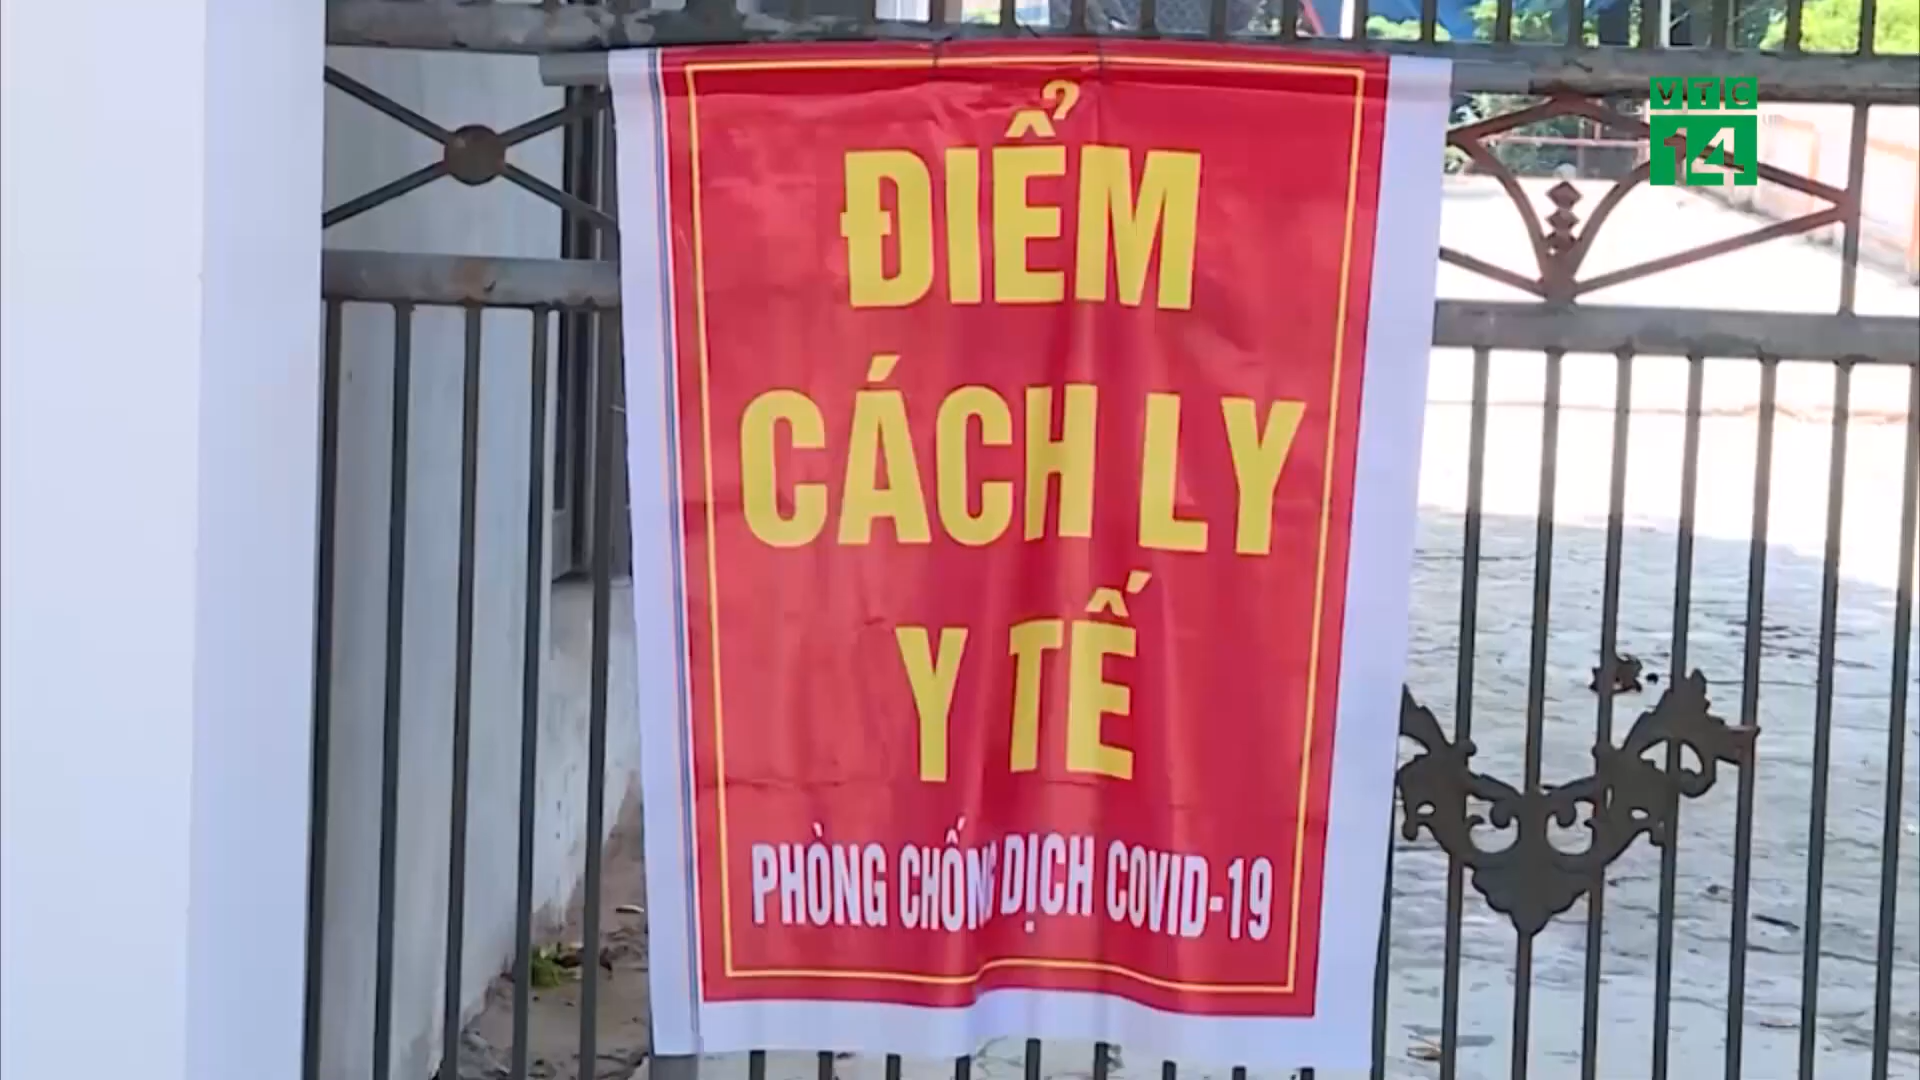 VTC
14
ĐIỂM
CÁCH LY
Y TẾ
PHÒNG CHỐNG DỊCH COVID-19